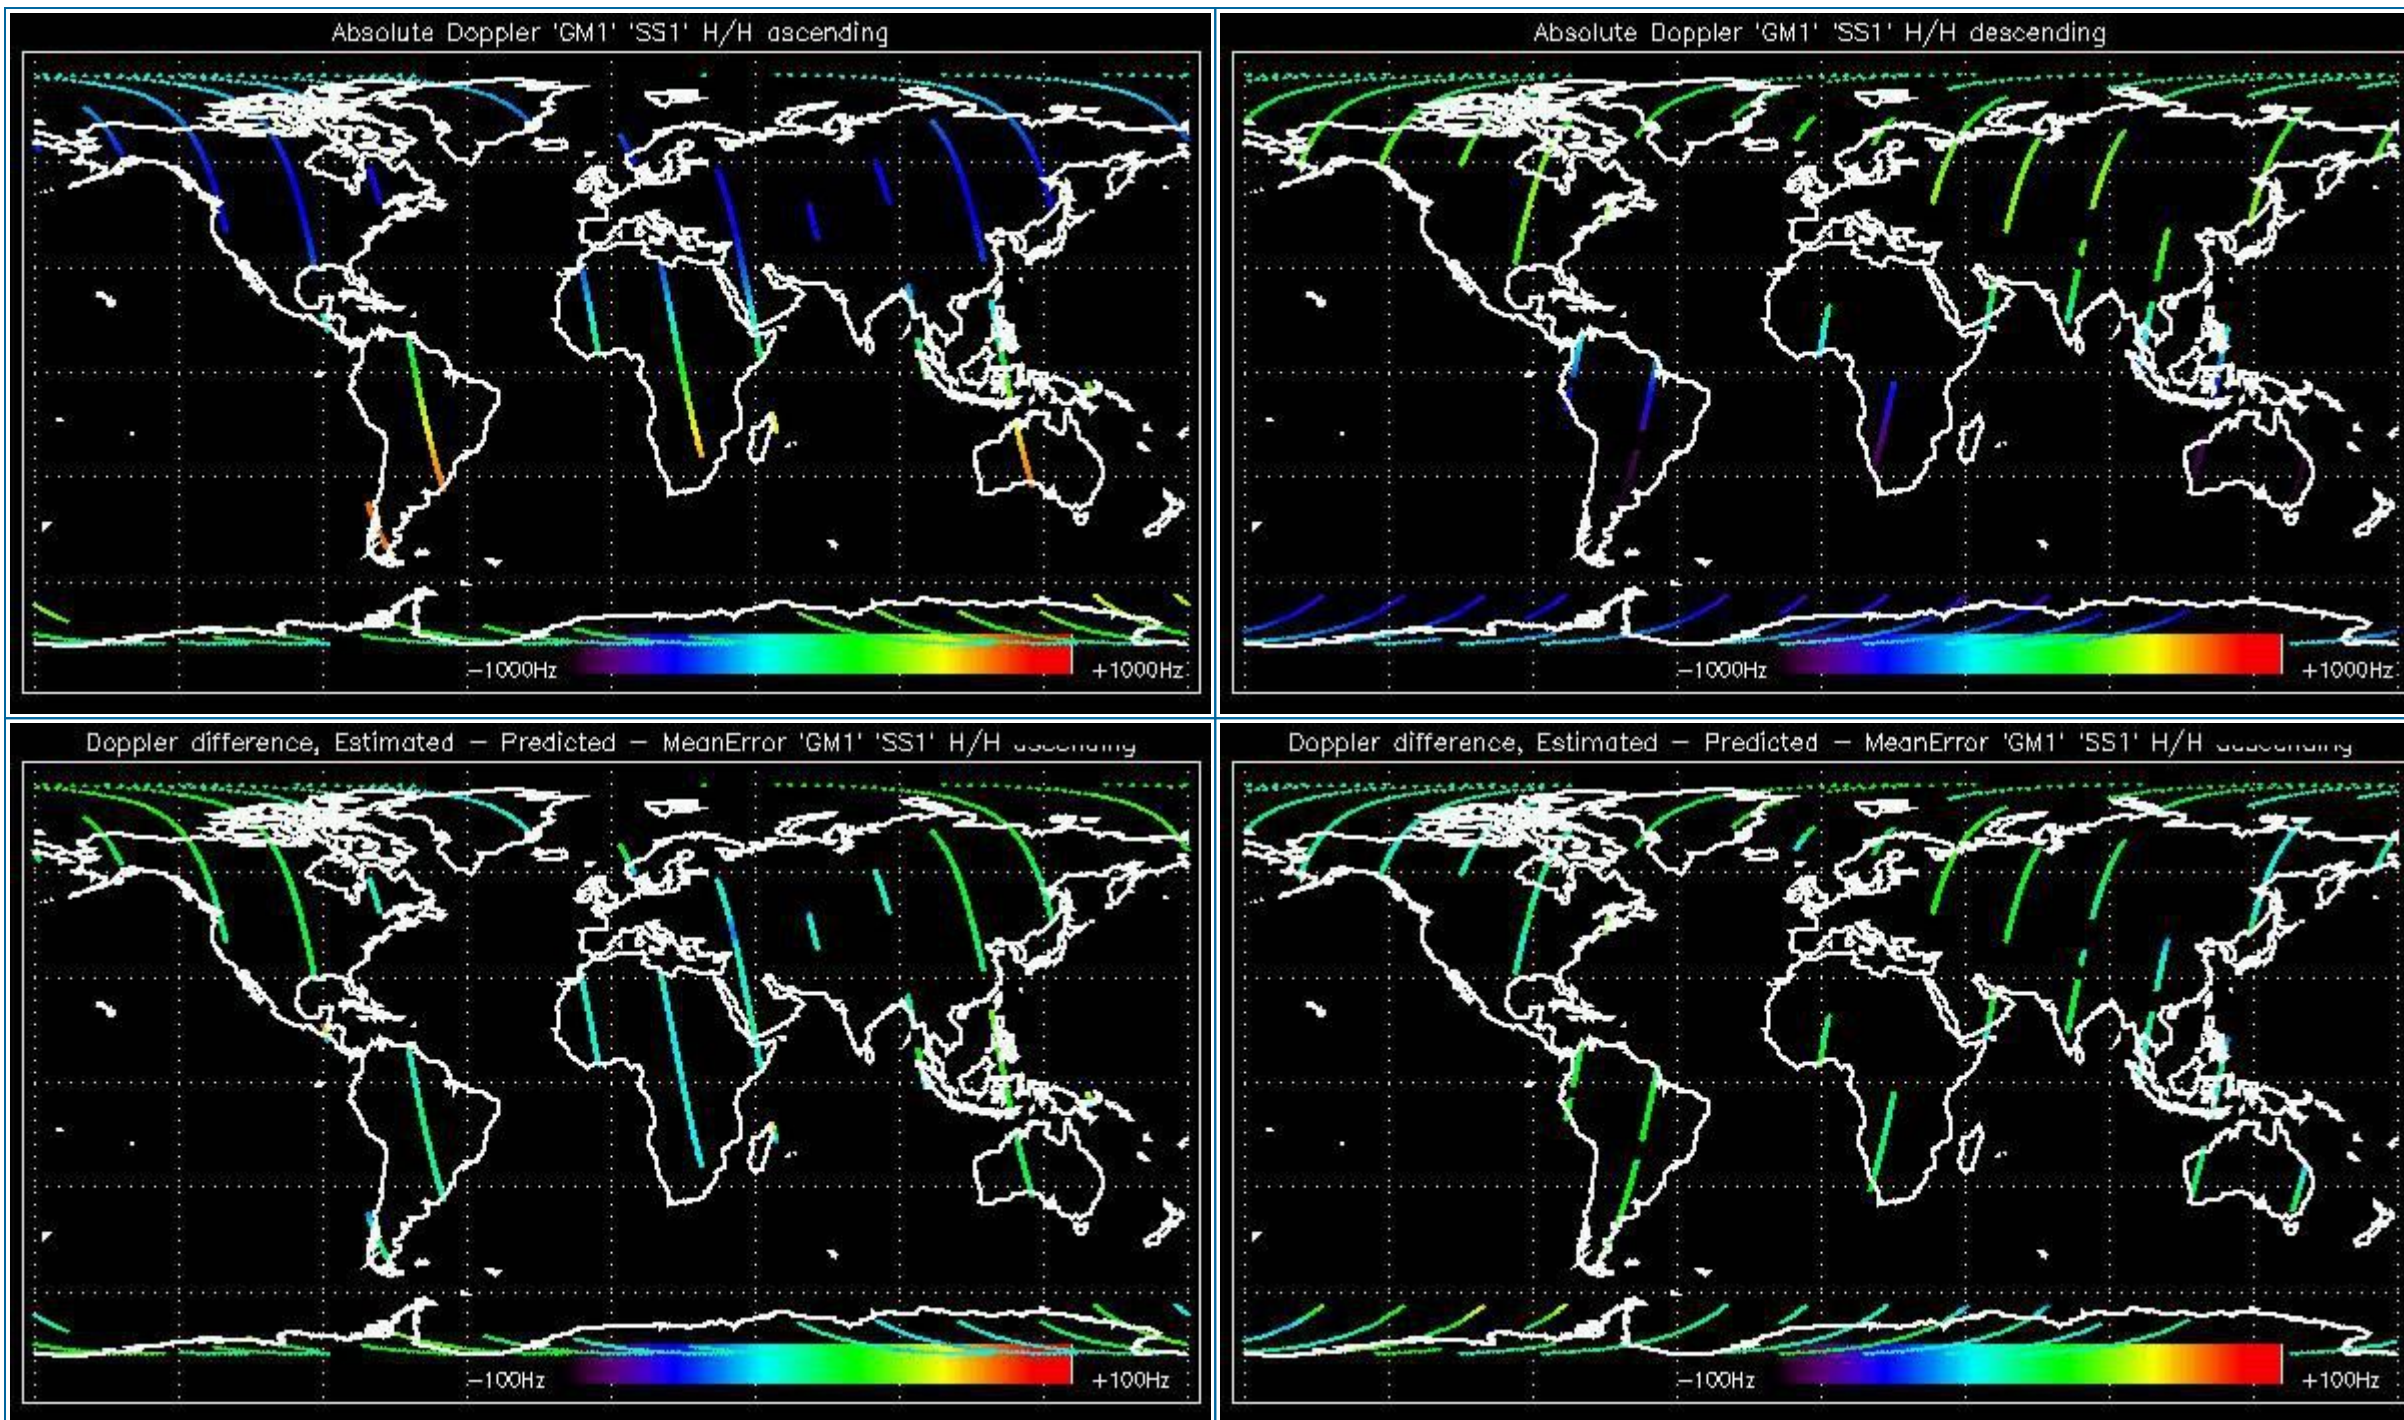 Absolute Doppler 'GM1' 'SS1' H/H ascending
−1000Hz +1000Hz
Absolute Doppler 'GM1' 'SS1' H/H descending
−1000Hz +1000Hz
Doppler difference, Estimated − Predicted − MeanError 'GM1' 'SS1' H/H
−100Hz +100Hz
Doppler difference, Estimated − Predicted − MeanError 'GM1' 'SS1' H/H
−100Hz +100Hz